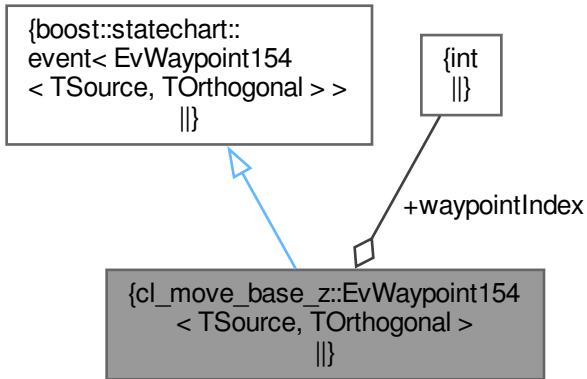 {boost::statechart::
event< EvWaypoint154
< TSource, TOrthogonal > >
||}
{int
||}
+waypointIndex
{cl_move_base_z::EvWaypoint154
< TSource, TOrthogonal >
||}